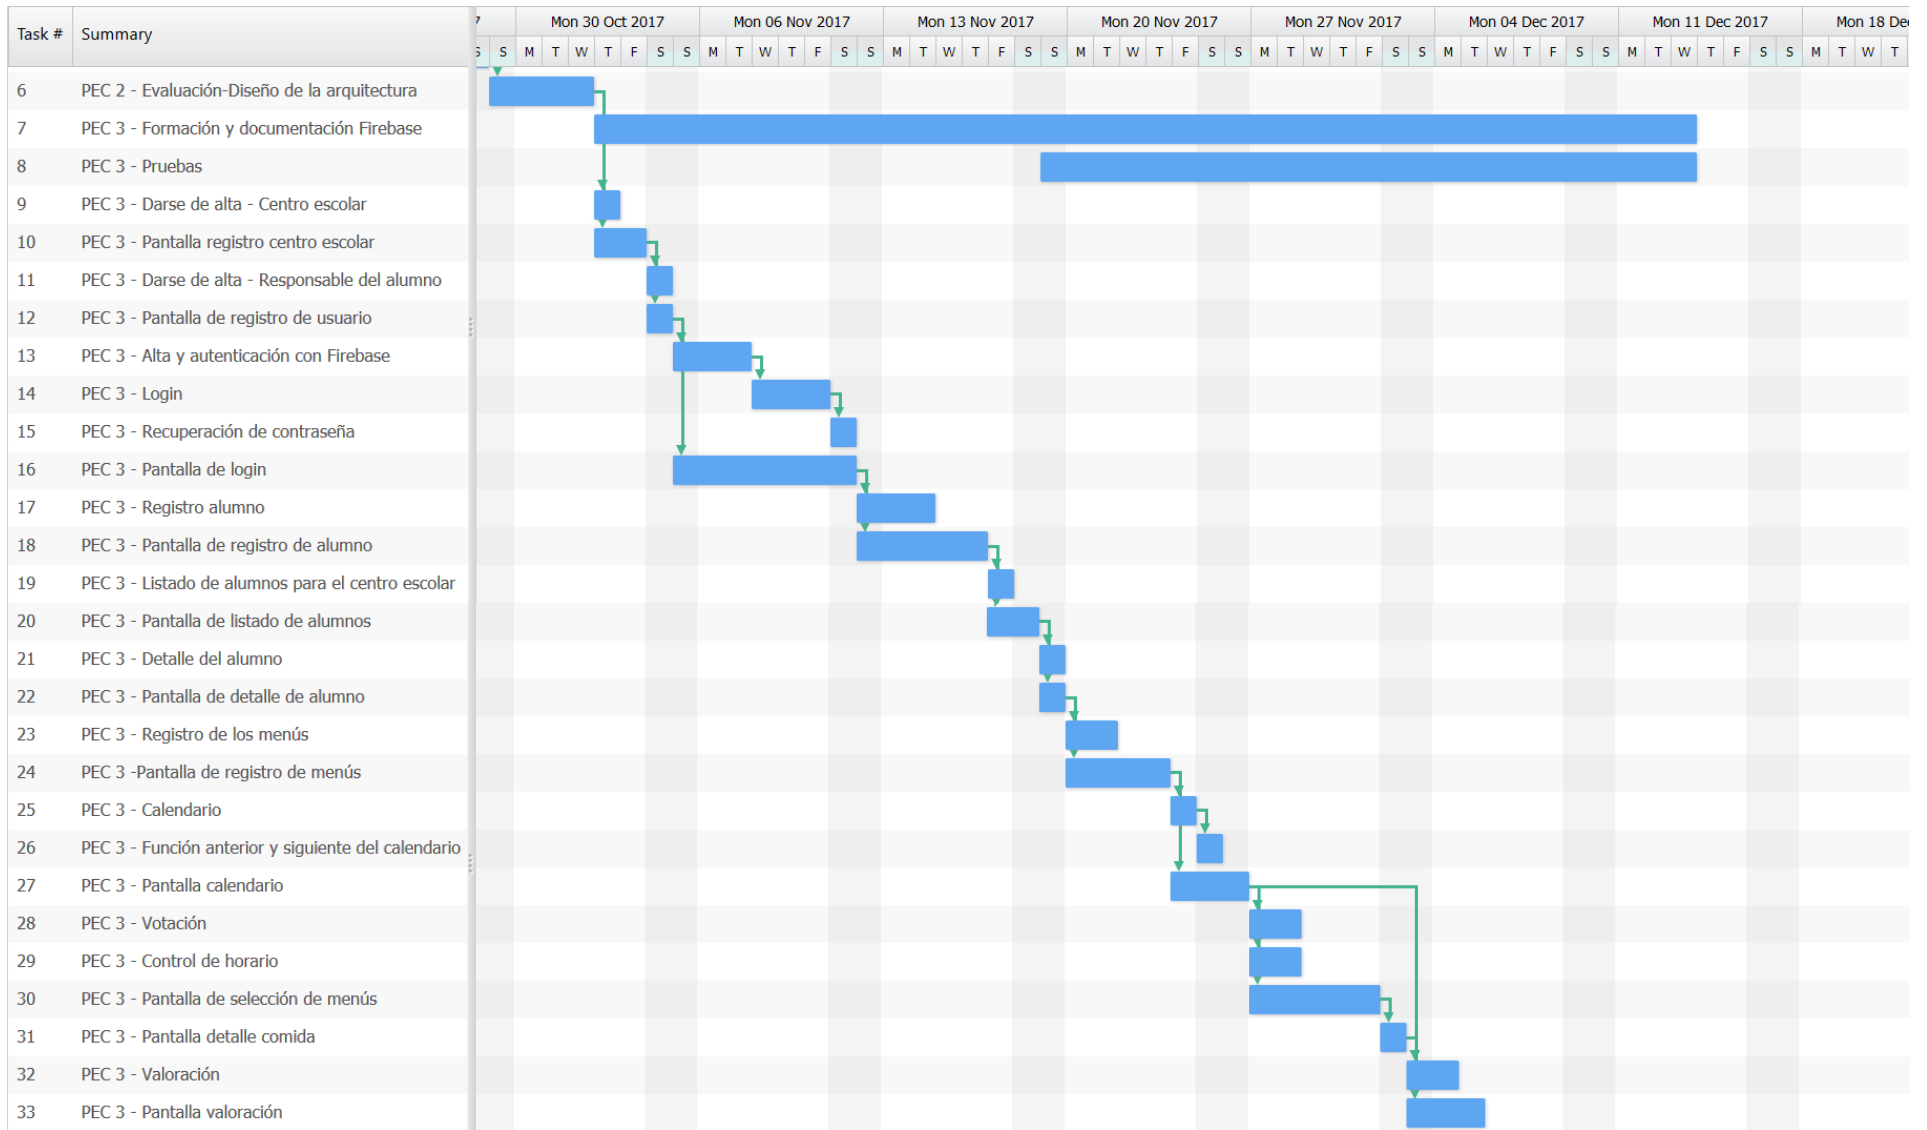 Task # Summary 7 Mon 30 Oct 2017 Mon 06 Nov 2017 Mon 13 Nov 2017 Mon 20 Nov 2017 Mon 27 Nov 2017 Mon 04 Dec 2017 Mon 11 Dec 2017 Mon 18 De
S S M T W T F S S M T W T F S S M T W T F S S M T W T F S S M T W T F S S M T W T F S S M T W T F S S M T W T
6 PEC 2 - Evaluación-Diseño de la arquitectura
7 PEC 3 - Formación y documentación Firebase
8 PEC 3 - Pruebas
9 PEC 3 - Darse de alta - Centro escolar
10 PEC 3 - Pantalla registro centro escolar
11 PEC 3 - Darse de alta - Responsable del alumno
12 PEC 3 - Pantalla de registro de usuario
13 PEC 3 - Alta y autenticación con Firebase
14 PEC 3 - Login
15 PEC 3 - Recuperación de contraseña
16 PEC 3 - Pantalla de login
17 PEC 3 - Registro alumno
18 PEC 3 - Pantalla de registro de alumno
19 PEC 3 - Listado de alumnos para el centro escolar
20 PEC 3 - Pantalla de listado de alumnos
21 PEC 3 - Detalle del alumno
22 PEC 3 - Pantalla de detalle de alumno
23 PEC 3 - Registro de los menús
24 PEC 3 -Pantalla de registro de menús
25 PEC 3 - Calendario
26 PEC 3 - Función anterior y siguiente del calendario
27 PEC 3 - Pantalla calendario
28 PEC 3 - Votación
29 PEC 3 - Control de horario
30 PEC 3 - Pantalla de selección de menús
31 PEC 3 - Pantalla detalle comida
32 PEC 3 - Valoración
33 PEC 3 - Pantalla valoración